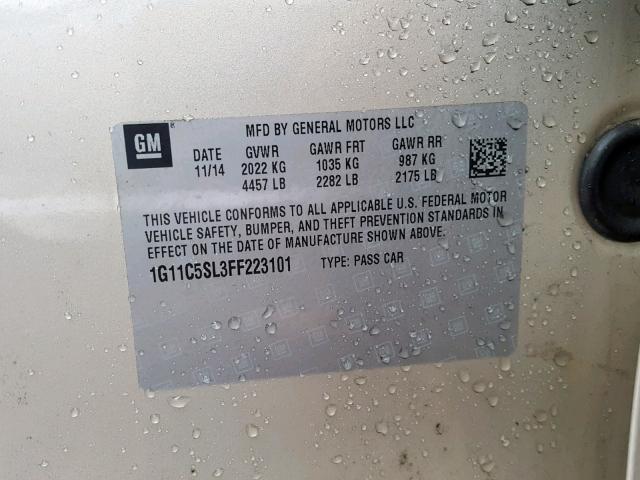 GM
®
MFD BY GENERAL MOTORS LLC
DATE GVWR GAWR FRT GAWR RR
11/14 2022 KG 1035 KG 987 KG
4457 LB 2282 LB 2175 LB
THIS VEHICLE CONFORMS TO ALL APPLICABLE U.S. FEDERAL MOTOR
VEHICLE SAFETY, BUMPER, AND THEFT PREVENTION STANDARDS IN
EFFECT ON THE DATE OF MANUFACTURE SHOWN ABOVE.
1G11C5SL3FF223101 TYPE: PASS CAR